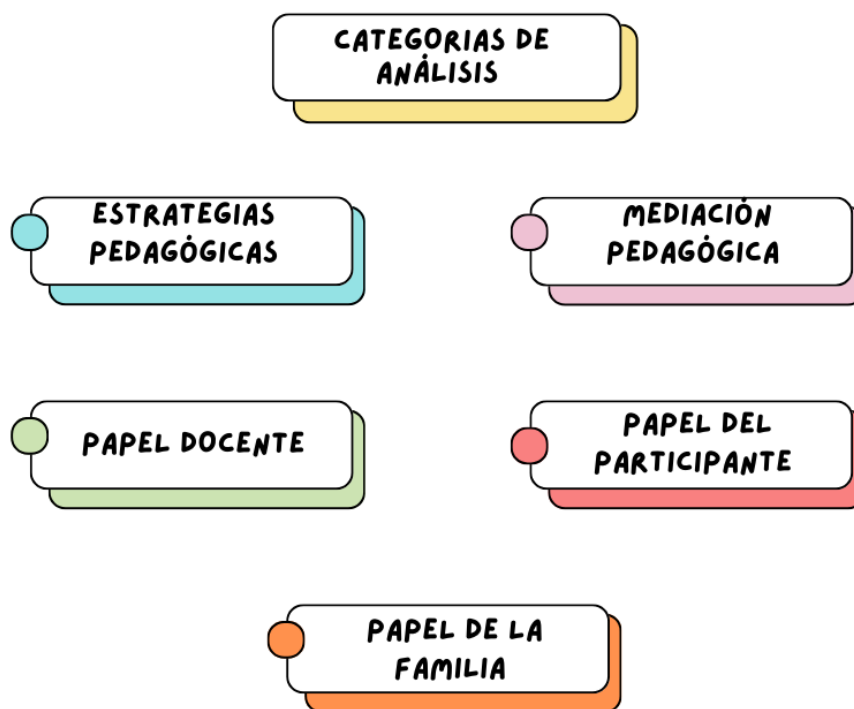 CATEGORIAS DE
ANÁLISIS
ESTRATEGIAS
PEDAGÓGICAS
MEDIACIÓN
PEDAGÓGICA
PAPEL DOCENTE
PAPEL DEL
PARTICIPANTE
PAPEL DE LA
FAMILIA